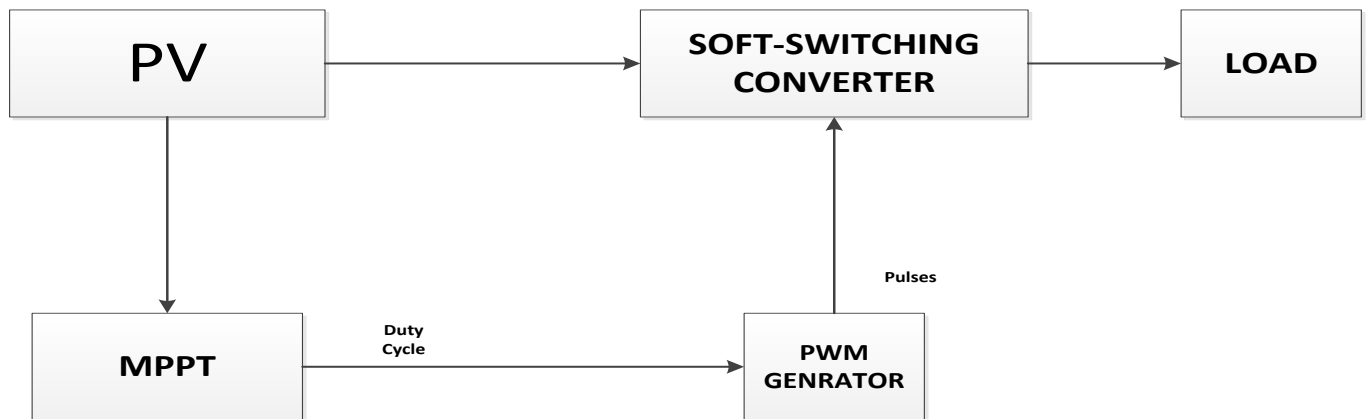 PV
SOFT-SWITCHING
CONVERTER
LOAD
Pulses
MPPT
Duty
Cycle
PWM
GENRATOR